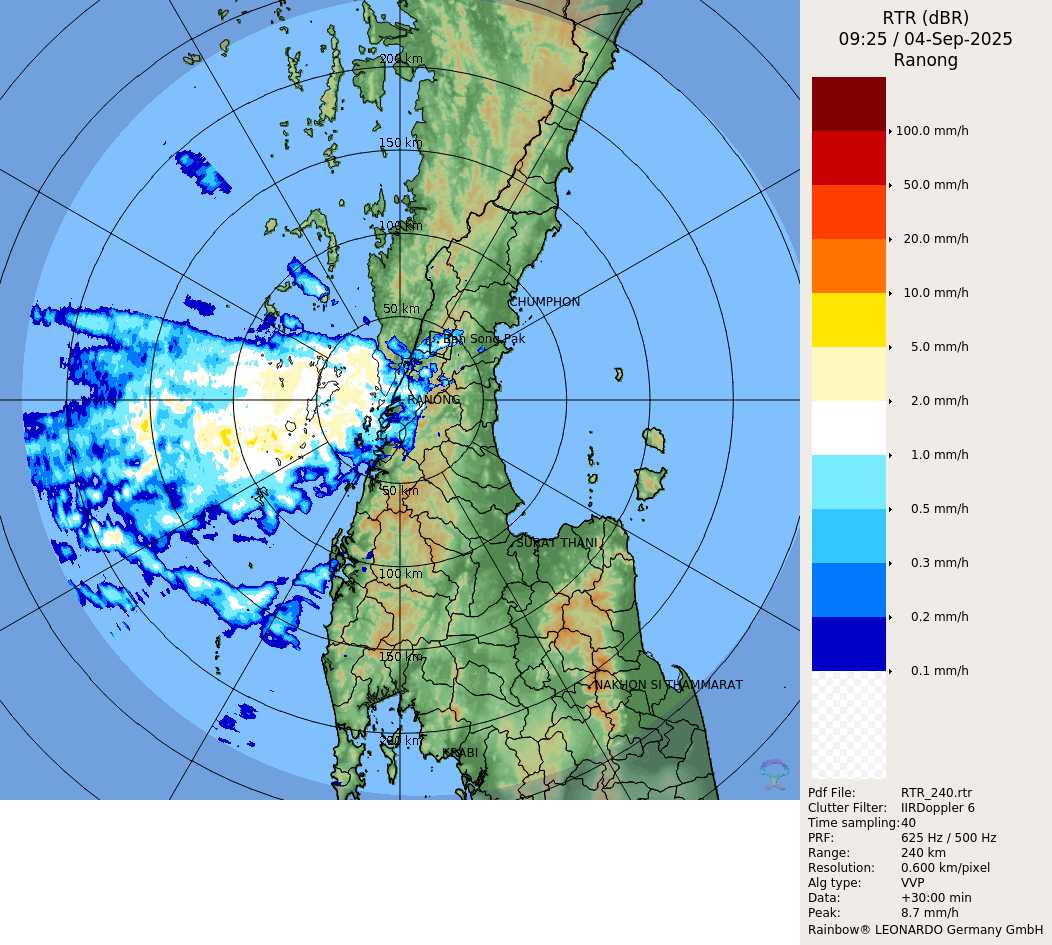 RTR (dBR)
09:25 / 04-Sep-2025
Ranong
200 km
150 km
100 km
50 km
CHUMPHON
Ban Song Pak
RANONG
50 km
SURAT THANI
100 km
150 km
NAKHON SI THAMMARAT
200 km
KRABI
100.0 mm/h
50.0 mm/h
20.0 mm/h
10.0 mm/h
5.0 mm/h
2.0 mm/h
1.0 mm/h
0.5 mm/h
0.3 mm/h
0.2 mm/h
0.1 mm/h
Pdf File: RTR_240.rtr
Clutter Filter: IIRDoppler 6
Time sampling:40
PRF: 625 Hz / 500 Hz
Range: 240 km
Resolution: 0.600 km/pixel
Alg type: VVP
Data: +30:00 min
Peak: 8.7 mm/h
Rainbow® LEONARDO Germany GmbH